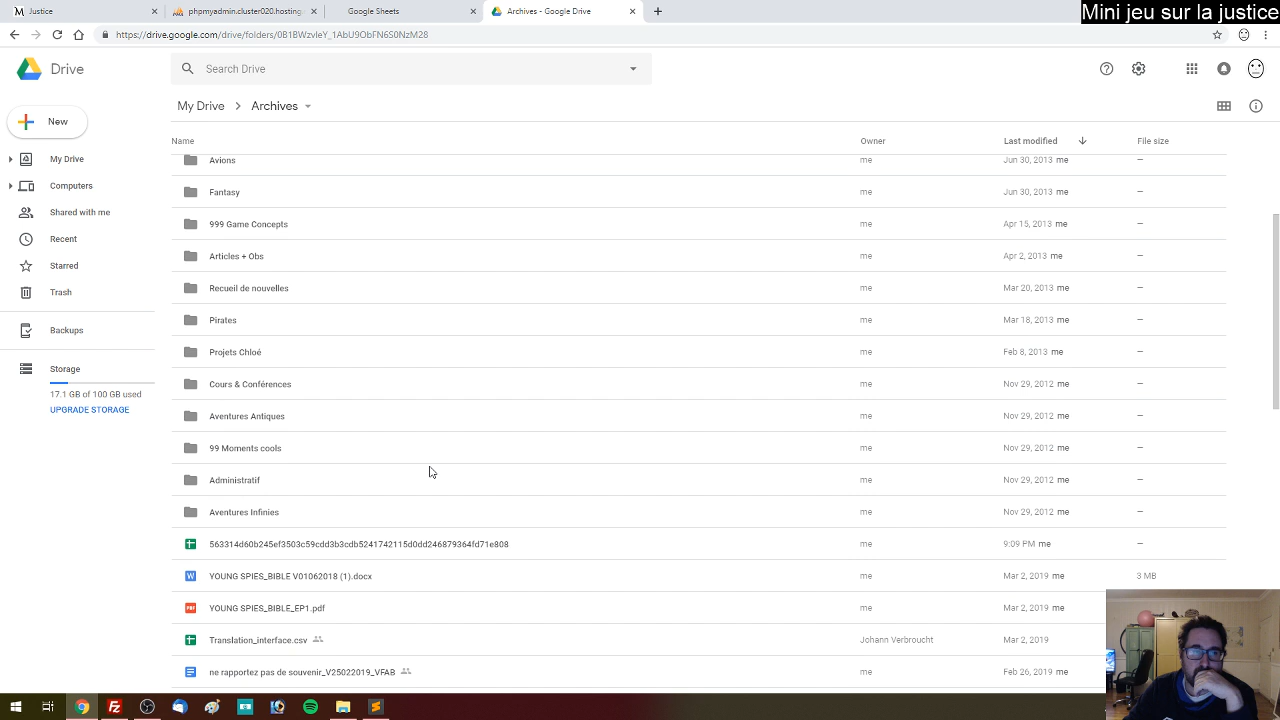 Justice
phpmyadmin.cluster020.hosting.
Google Sheets
Archives - Google Drive
Mini jeu sur la justice
https://drive.google.com/drive/folders/0B1BWzvIeY_1AbU9ObFN6S0NzM28
Drive
Search Drive
My Drive
Archives
New
Name
Owner
Last modified
File size
My Drive
Computers
Shared with me
Recent
Starred
Trash
Backups
Storage
17.1 GB of 100 GB used
UPGRADE STORAGE
Avions me Jun 30, 2013 me –
Fantasy me Jun 30, 2013 me –
999 Game Concepts me Apr 15, 2013 me –
Articles + Obs me Apr 2, 2013 me –
Recueil de nouvelles me Mar 20, 2013 me –
Pirates me Mar 18, 2013 me –
Projets Chloé me Feb 8, 2013 me –
Cours & Conférences me Nov 29, 2012 me –
Aventures Antiques me Nov 29, 2012 me –
99 Moments cools me Nov 29, 2012 me –
Administratif me Nov 29, 2012 me –
Aventures Infinies me Nov 29, 2012 me –
563314d60b245ef3503c59cdd3b3cdb5241742115d0dd246879364fd71e808 me 9:09 PM me –
YOUNG SPIES_BIBLE V01062018 (1).docx me Mar 2, 2019 me 3 MB
YOUNG SPIES_BIBLE_EP1.pdf me Mar 2, 2019 me
Translation_interface.csv Johann Verbroucht Mar 2, 2019
ne rapportez pas de souvenir_V25022019_VFAB me Feb 26, 2019 me